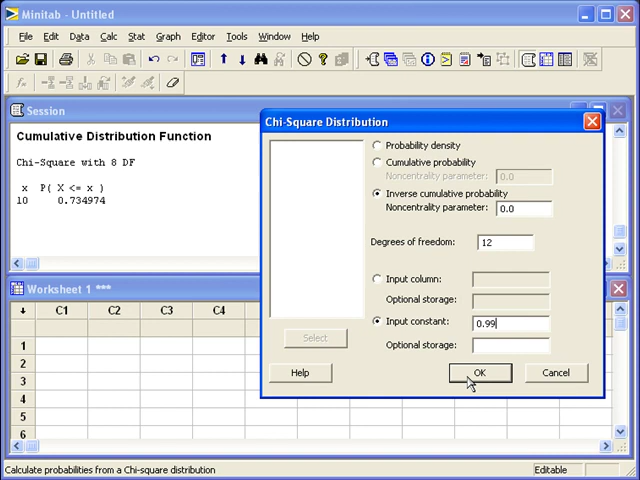 Minitab - Untitled
File Edit Data Calc Stat Graph Editor Tools Window Help
Session
Cumulative Distribution Function
Chi-Square with 8 DF
x P( X <= x )
10 0.734974
Chi-Square Distribution
Probability density
Cumulative probability
Noncentrality parameter: 0.0
Inverse cumulative probability
Noncentrality parameter: 0.0
Degrees of freedom: 12
Input column:
Optional storage:
Input constant: 0.99
Optional storage:
Select
Help OK Cancel
Worksheet 1 ***
C1 C2 C3 C4
1
2
3
4
5
6
Calculate probabilities from a Chi-square distribution Editable